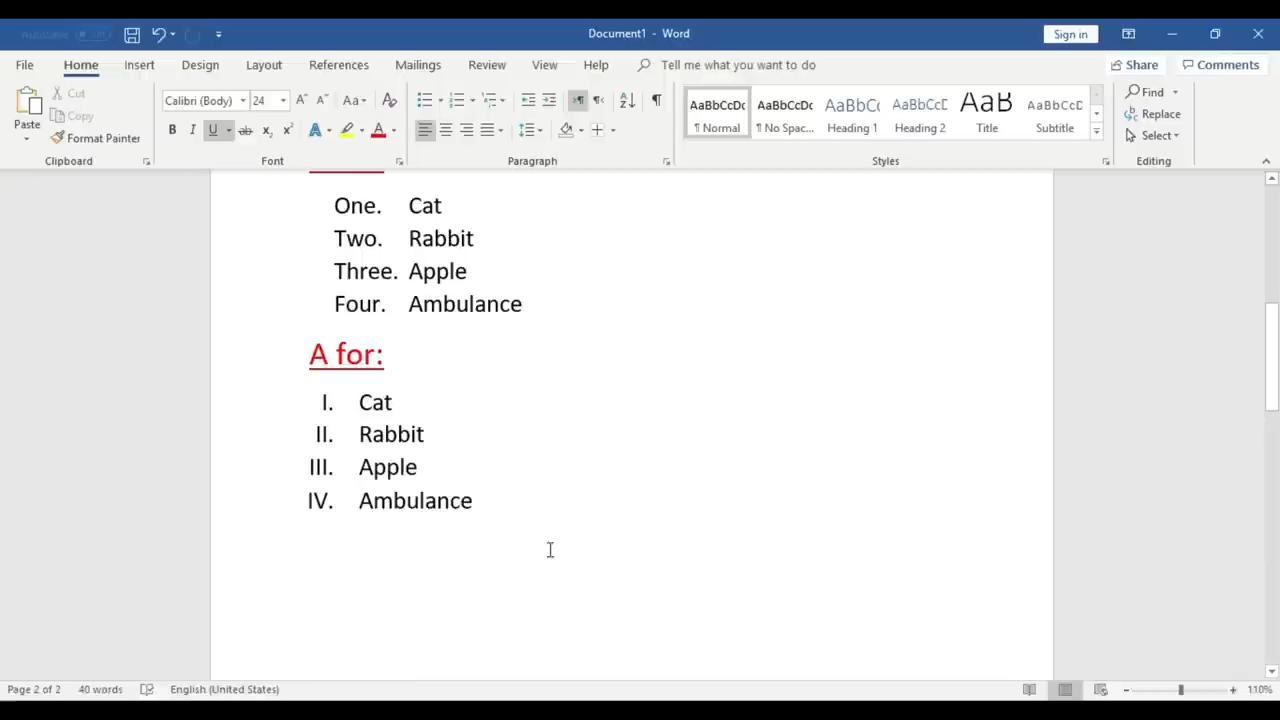 AutoSave Off
Document1 - Word
Sign in
File Home Insert Design Layout References Mailings Review View Help Tell me what you want to do Share Comments
Paste
Cut
Copy
Format Painter
Clipboard
Calibri (Body) 24
Font
Paragraph
AaBbCcDc AaBbCcDc AaBbCc AaBbCcD AaB AaBbCcD
¶ Normal ¶ No Spac... Heading 1 Heading 2 Title Subtitle
Styles
Find
Replace
Select
Editing
One. Cat
Two. Rabbit
Three. Apple
Four. Ambulance
A for:
I. Cat
II. Rabbit
III. Apple
IV. Ambulance
Page 2 of 2 40 words English (United States) 110%